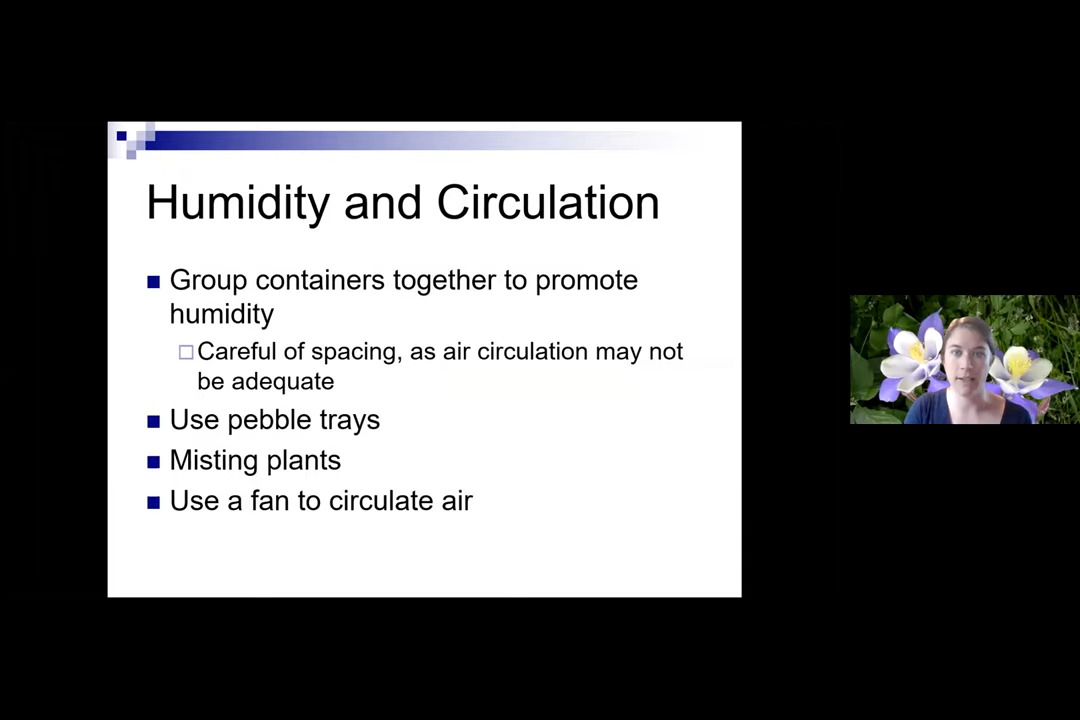 Humidity and Circulation
Group containers together to promote
humidity
Careful of spacing, as air circulation may not
be adequate
Use pebble trays
Misting plants
Use a fan to circulate air